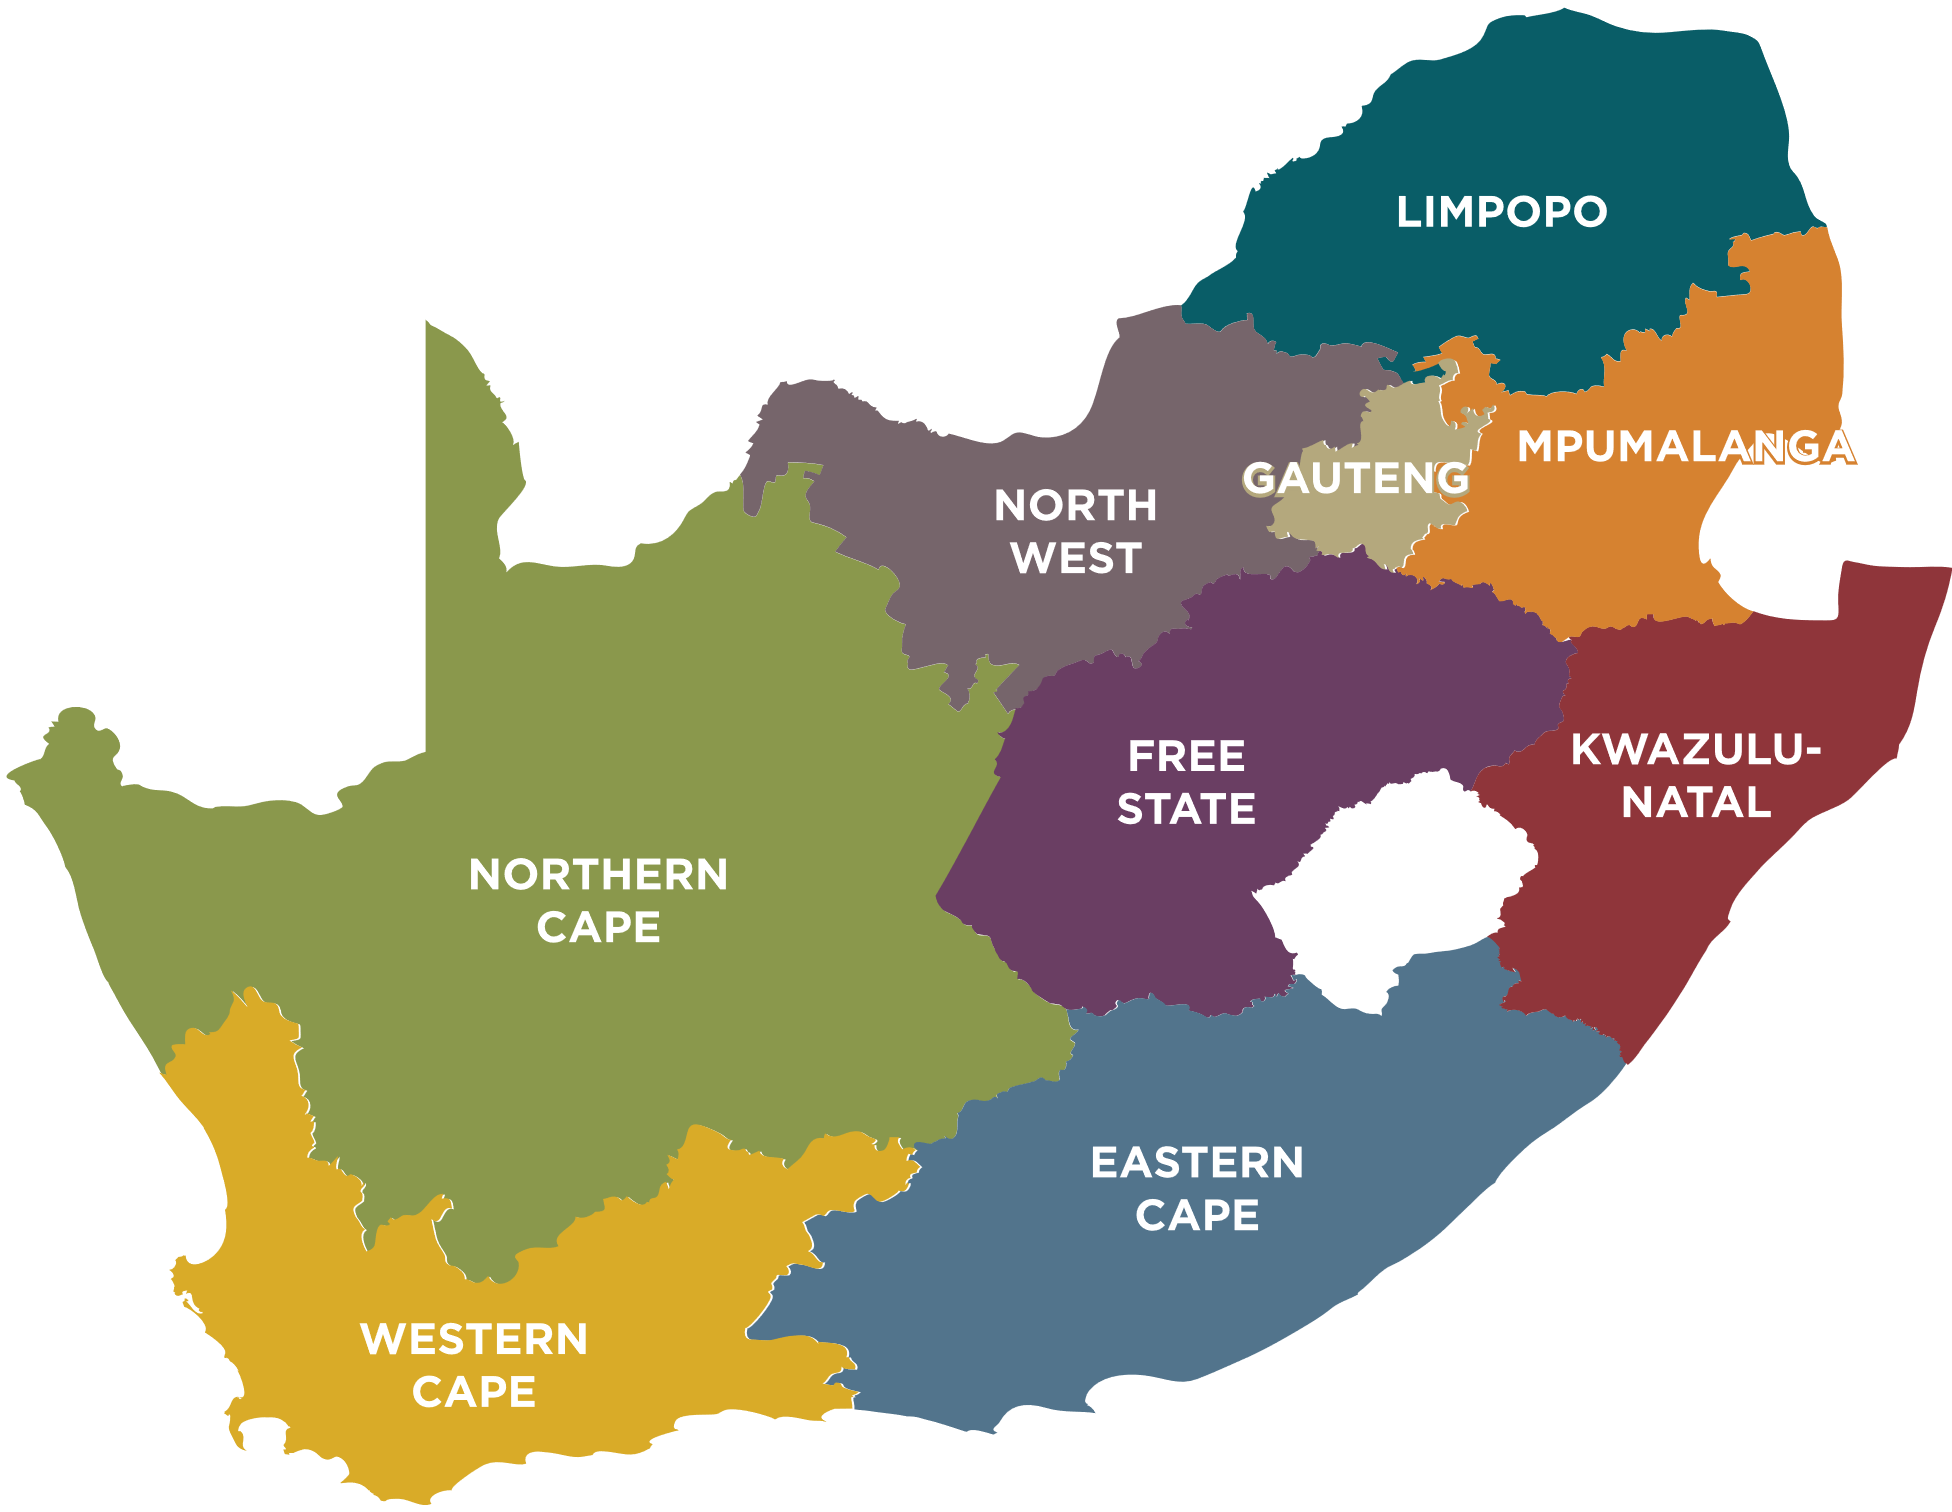 LIMPOPO
MPUMALANGA
GAUTENG
NORTH
WEST
FREE
STATE
KWAZULU-
NATAL
NORTHERN
CAPE
EASTERN
CAPE
WESTERN
CAPE